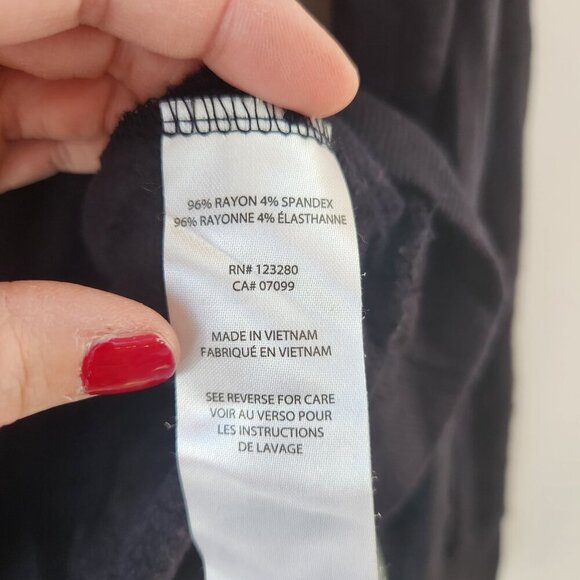 96% RAYON 4% SPANDEX
96% RAYONNE 4% ÉLASTHANNE
RN# 123280
CA# 07099
MADE IN VIETNAM
FABRIQUÉ EN VIETNAM
SEE REVERSE FOR CARE
VOIR AU VERSO POUR
LES INSTRUCTIONS
DE LAVAGE